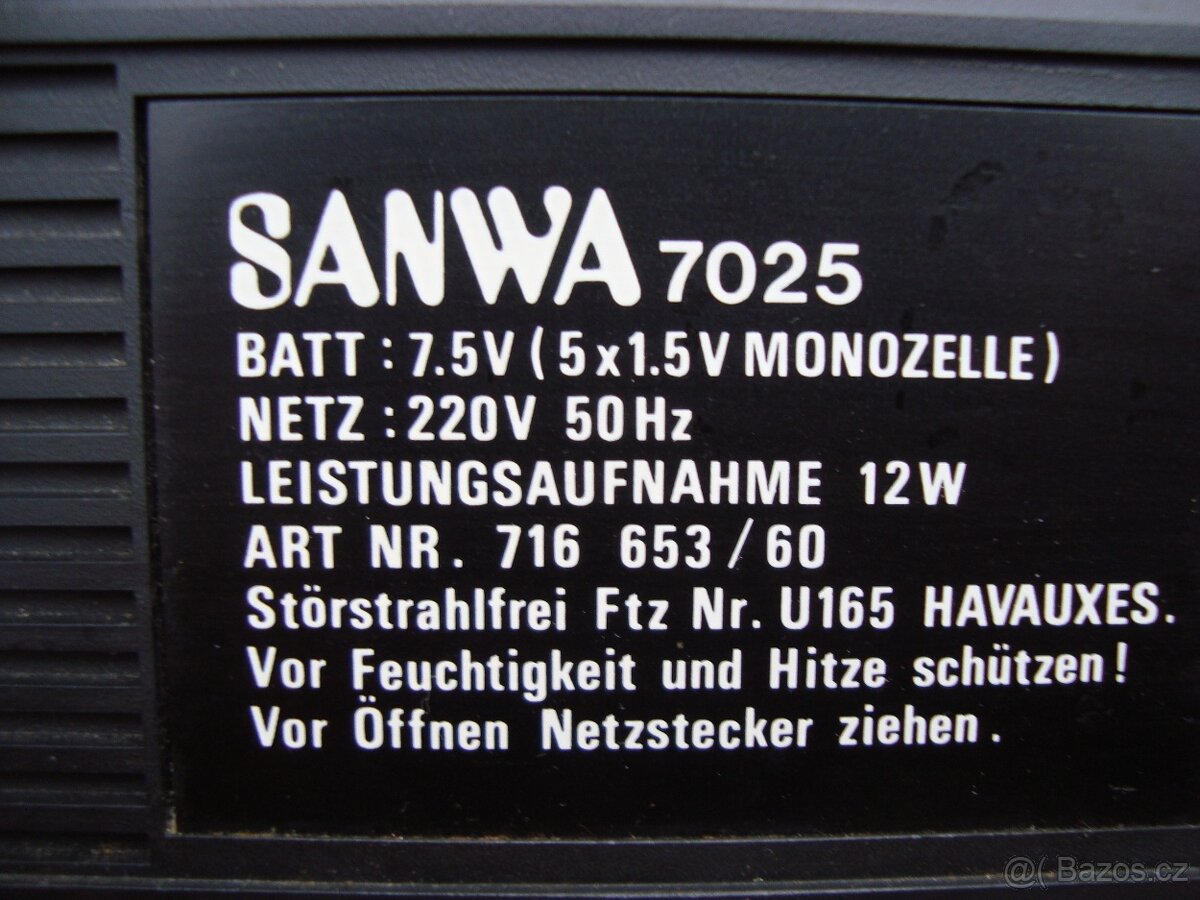 SANWA 7025
BATT : 7.5V ( 5 x 1.5 V MONOZELLE )
NETZ : 220V 50 Hz
LEISTUNGSAUFNAHME 12 W
ART NR. 716 653 / 60
Störstrahlfrei Ftz Nr. U165 HAVAUXES.
Vor Feuchtigkeit und Hitze schützen!
Vor Öffnen Netzstecker ziehen.
@( Bazos.cz